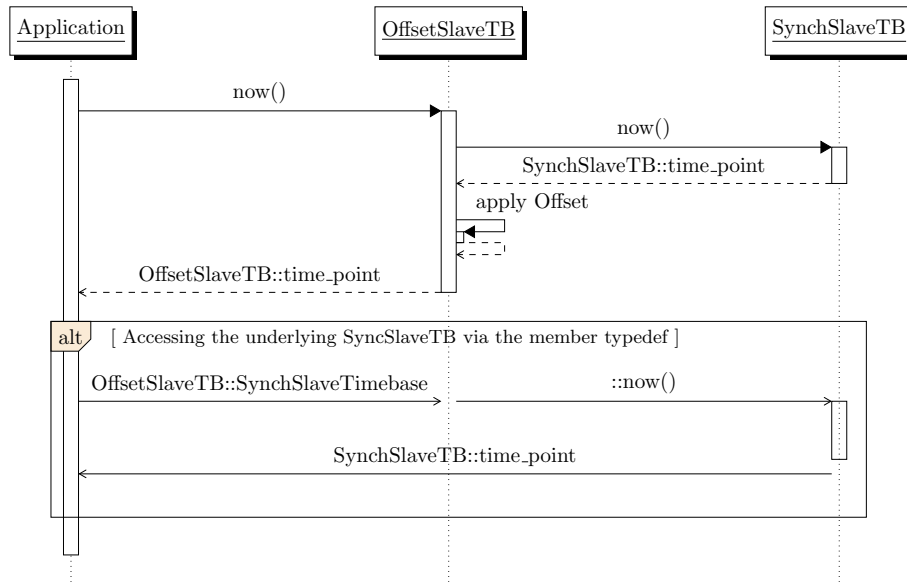 Application
OffsetSlaveTB
SynchSlaveTB
now()
now()
SynchSlaveTB::time_point
apply Offset
OffsetSlaveTB::time_point
alt
[ Accessing the underlying SyncSlaveTB via the member typedef ]
OffsetSlaveTB::SynchSlaveTimebase
::now()
SynchSlaveTB::time_point